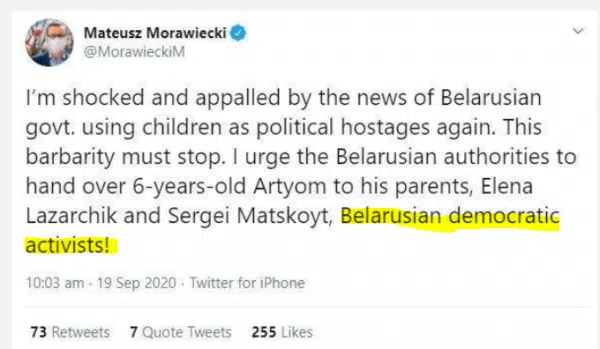 Mateusz Morawiecki
@MorawieckiM
I'm shocked and appalled by the news of Belarusian
govt. using children as political hostages again. This
barbarity must stop. I urge the Belarusian authorities to
hand over 6-years-old Artyom to his parents, Elena
Lazarchik and Sergei Matskoyt, Belarusian democratic
activists!
10:03 am · 19 Sep 2020 · Twitter for iPhone
73 Retweets 7 Quote Tweets 255 Likes